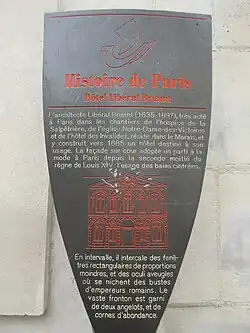 Histoire de Paris
Hôtel Libéral Bruant
L'architecte Libéral Bruant (1635-1697), très actif
à Paris dans les chantiers de l'hospice de la
Salpêtrière, de l'église Notre-Dame-des-Victoires
et de l'hôtel des Invalides, réside dans le Marais, et
y construit vers 1685 un hôtel destiné à son
usage. La façade sur cour adopte un parti à la
mode à Paris depuis la seconde moitié du
règne de Louis XIV, l'usage des baies cintrées.
En intervalle, il intercale des fenê-
tres rectangulaires de proportions
moindres, et des oculi aveugles
où se nichent des bustes
d'empereurs romains. Le
vaste fronton est garni
de deux angelots, et de
cornes d'abondance.